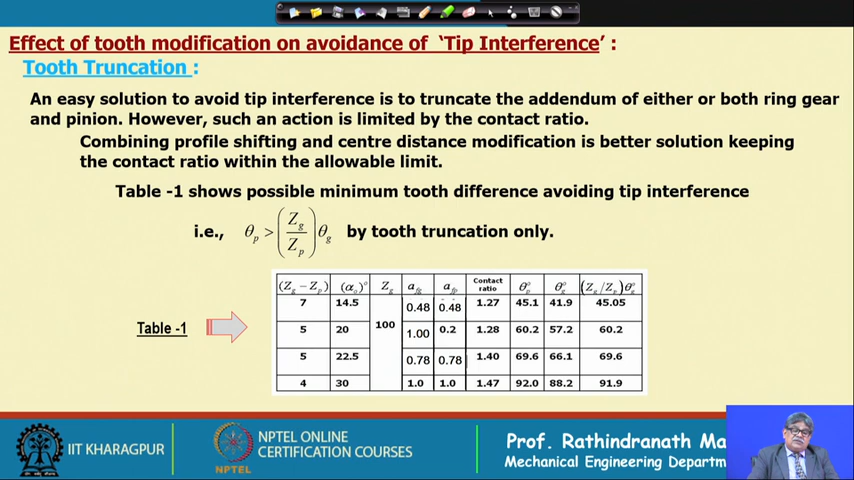 Effect of tooth modification on avoidance of 'Tip Interference' :
Tooth Truncation :
An easy solution to avoid tip interference is to truncate the addendum of either or both ring gear
and pinion. However, such an action is limited by the contact ratio.
Combining profile shifting and centre distance modification is better solution keeping
the contact ratio within the allowable limit.
Table -1 shows possible minimum tooth difference avoiding tip interference
i.e., θp > (Zg/Zp) θg by tooth truncation only.
Table -1
(Zg – Zp) (αo)° Zg afg afp Contact ratio θp° θg° (Zg/Zp)θg°
7 14.5 100 0.48 0.48 1.27 45.1 41.9 45.05
5 20 1.00 0.2 1.28 60.2 57.2 60.2
5 22.5 0.78 0.78 1.40 69.6 66.1 69.6
4 30 1.0 1.0 1.47 92.0 88.2 91.9
IIT KHARAGPUR
NPTEL
NPTEL ONLINE
CERTIFICATION COURSES
Prof. Rathindranath Ma
Mechanical Engineering Departm